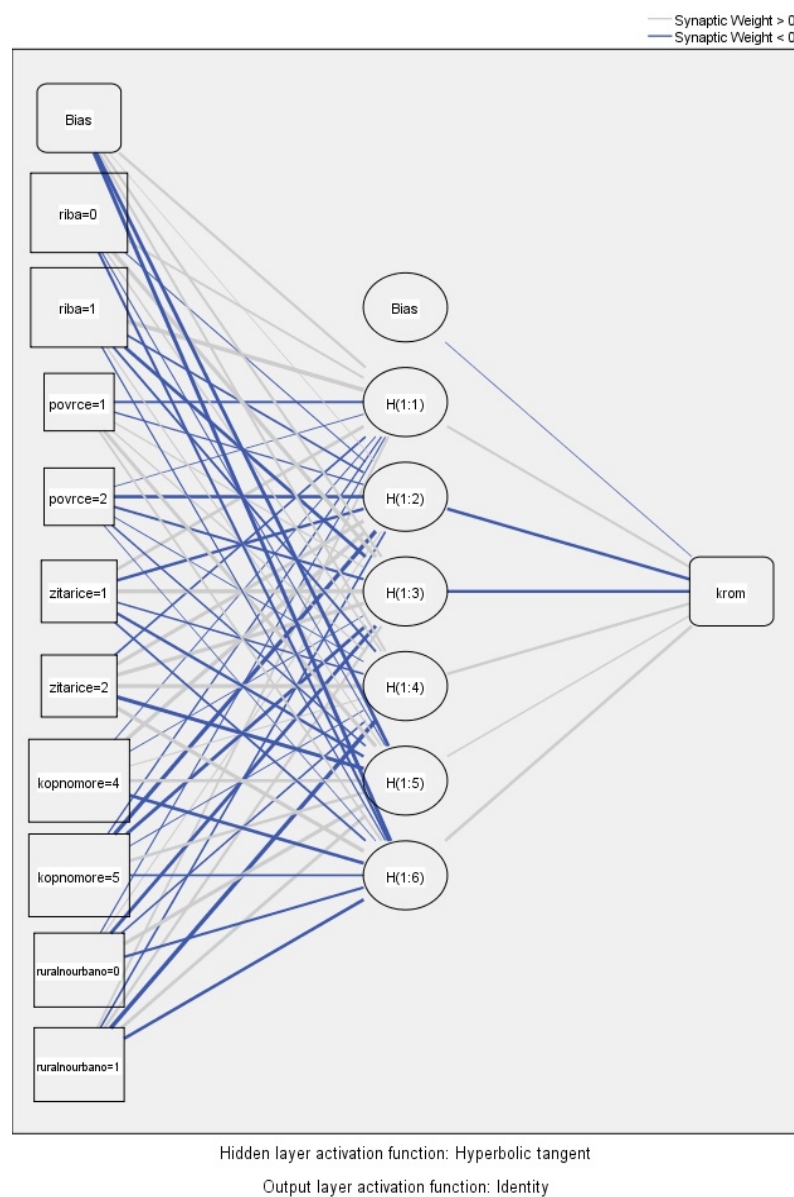 Synaptic Weight > 0
Synaptic Weight < 0
Bias
riba=0
riba=1
povrce=1
povrce=2
zitarice=1
zitarice=2
kopnomore=4
kopnomore=5
ruralnourbano=0
ruralnourbano=1
Bias
H(1:1)
H(1:2)
H(1:3)
H(1:4)
H(1:5)
H(1:6)
krom
Hidden layer activation function: Hyperbolic tangent
Output layer activation function: Identity